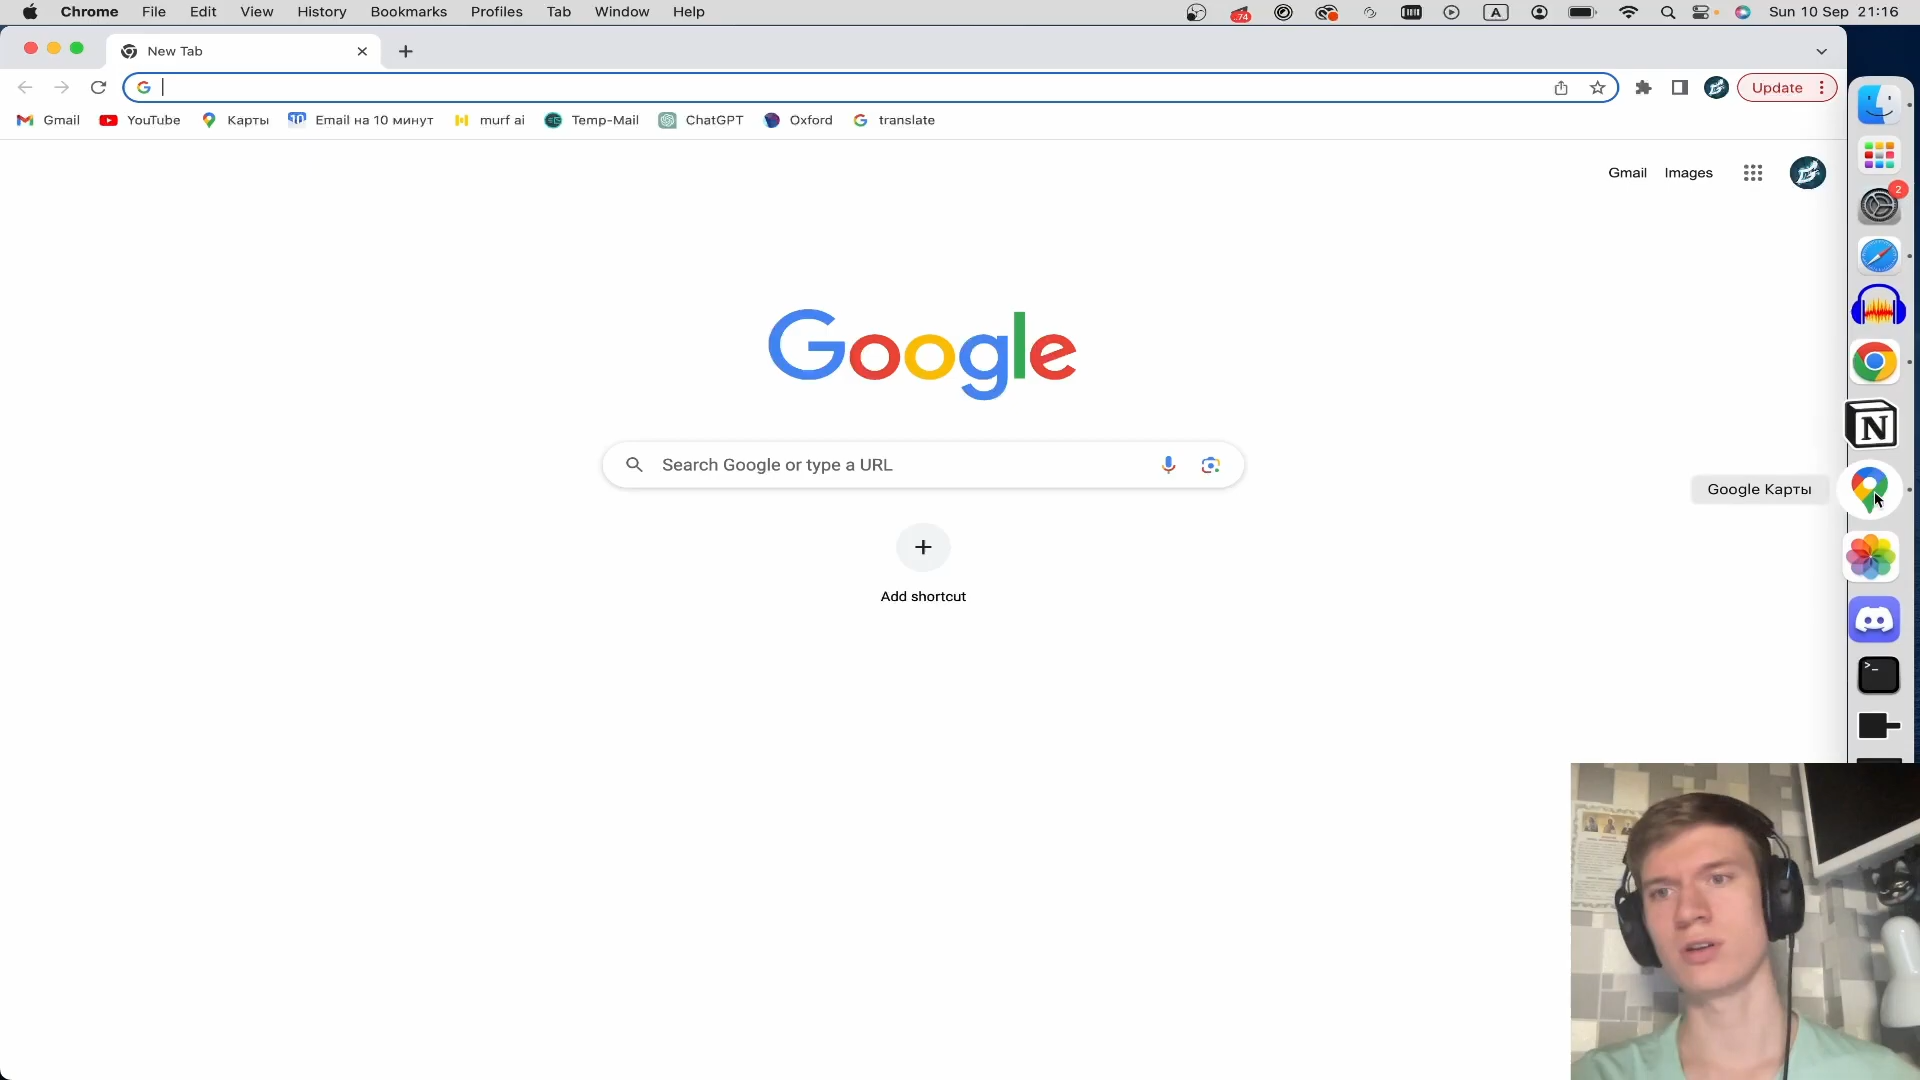 Chrome File Edit View History Bookmarks Profiles Tab Window Help
74 A Sun 10 Sep 21:16
New Tab
Update
Gmail YouTube Карты Email на 10 минут murf ai Temp-Mail ChatGPT Oxford translate
Gmail Images
2
Google
Search Google or type a URL
N
Google Карты
Add shortcut
>_